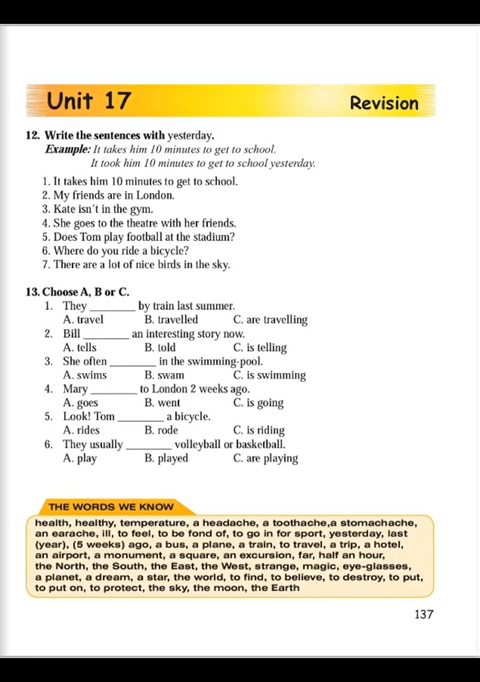 Unit 17
Revision
12. Write the sentences with yesterday.
Example: It takes him 10 minutes to get to school.
It took him 10 minutes to get to school yesterday.
1. It takes him 10 minutes to get to school.
2. My friends are in London.
3. Kate isn't in the gym.
4. She goes to the theatre with her friends.
5. Does Tom play football at the stadium?
6. Where do you ride a bicycle?
7. There are a lot of nice birds in the sky.
13. Choose A, B or C.
1. They ________ by train last summer.
A. travel B. travelled C. are travelling
2. Bill ________ an interesting story now.
A. tells B. told C. is telling
3. She often ________ in the swimming-pool.
A. swims B. swam C. is swimming
4. Mary ________ to London 2 weeks ago.
A. goes B. went C. is going
5. Look! Tom ________ a bicycle.
A. rides B. rode C. is riding
6. They usually ________ volleyball or basketball.
A. play B. played C. are playing
THE WORDS WE KNOW
health, healthy, temperature, a headache, a toothache,a stomachache,
an earache, ill, to feel, to be fond of, to go in for sport, yesterday, last
(year), (5 weeks) ago, a bus, a plane, a train, to travel, a trip, a hotel,
an airport, a monument, a square, an excursion, far, half an hour,
the North, the South, the East, the West, strange, magic, eye-glasses,
a planet, a dream, a star, the world, to find, to believe, to destroy, to put,
to put on, to protect, the sky, the moon, the Earth
137